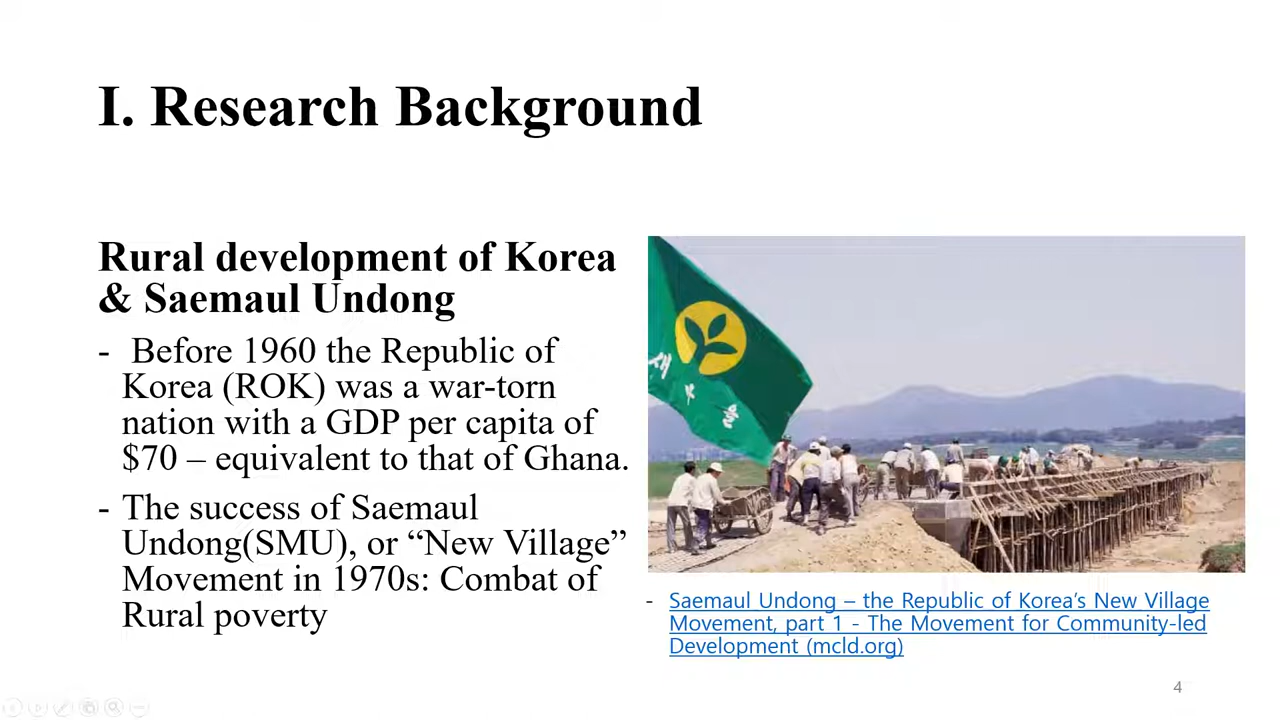 I. Research Background
Rural development of Korea
& Saemaul Undong
- Before 1960 the Republic of
Korea (ROK) was a war-torn
nation with a GDP per capita of
$70 – equivalent to that of Ghana.
- The success of Saemaul
Undong(SMU), or “New Village”
Movement in 1970s: Combat of
Rural poverty
새마을
- Saemaul Undong – the Republic of Korea’s New Village
Movement, part 1 - The Movement for Community-led
Development (mcld.org)
4